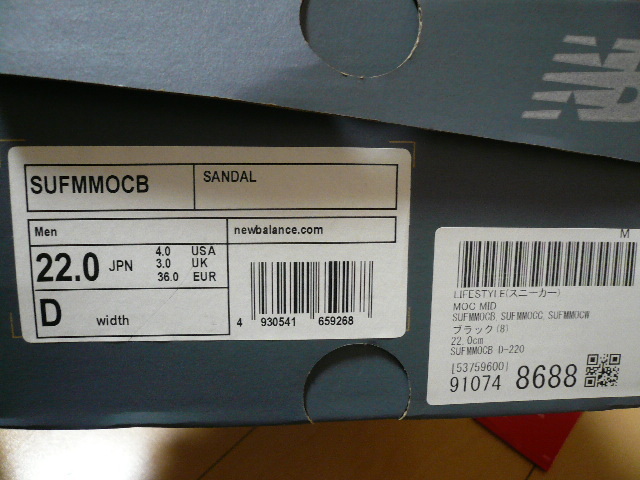 SUFMMOCB
SANDAL
Men
newbalance.com
22.0 JPN
4.0 USA
3.0 UK
36.0 EUR
D width
4 930541 659268
M
LIFESTYLE(スニーカー)
MOC MID
SUFMMOCB, SUFMMOCC, SUFMMOCW
ブラック(8)
22.0cm
SUFMMOCB D-220
[53759600]
91074 8688